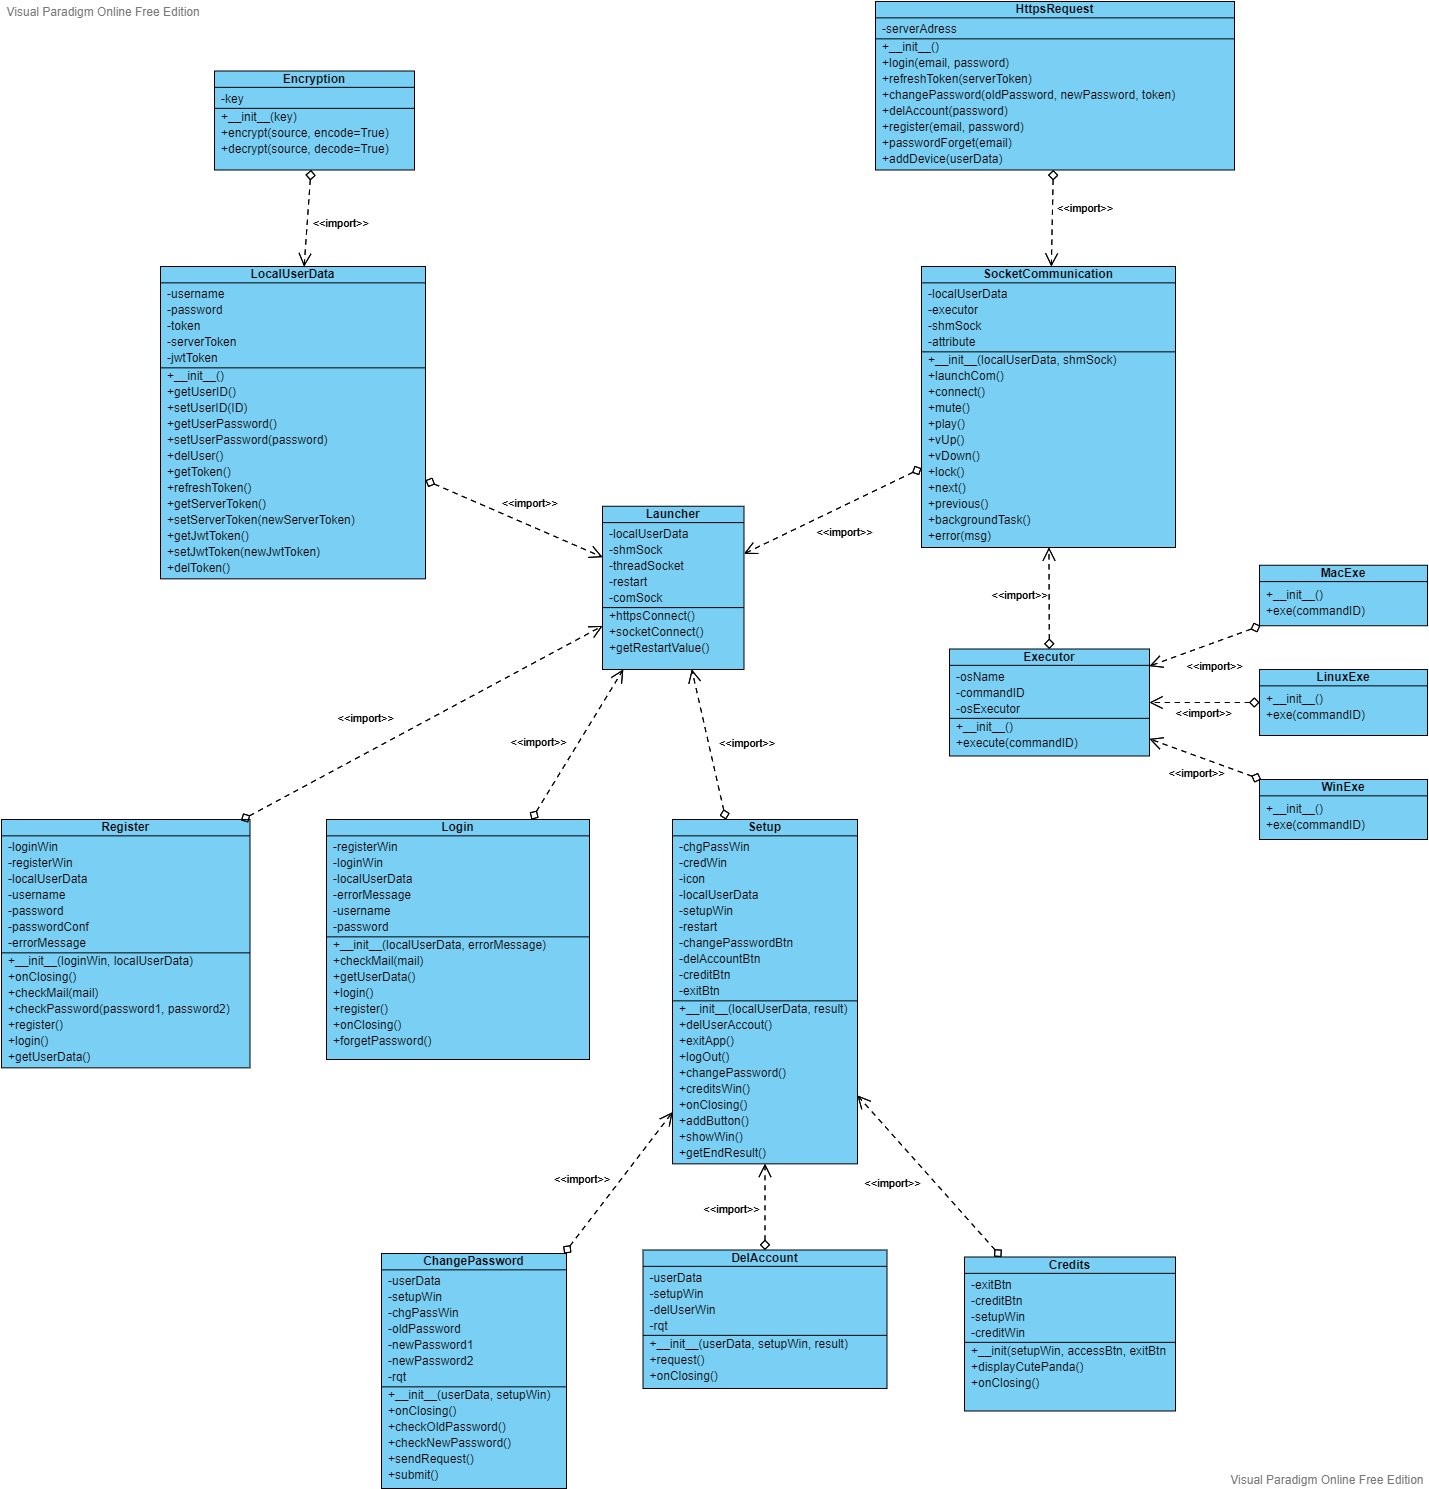 Visual Paradigm Online Free Edition
HttpsRequest
-serverAdress
+__init__()
+login(email, password)
+refreshToken(serverToken)
+changePassword(oldPassword, newPassword, token)
+delAccount(password)
+register(email, password)
+passwordForget(email)
+addDevice(userData)
Encryption
-key
+__init__(key)
+encrypt(source, encode=True)
+decrypt(source, decode=True)
<<import>>
<<import>>
LocalUserData
-username
-password
-token
-serverToken
-jwtToken
+__init__()
+getUserID()
+setUserID(ID)
+getUserPassword()
+setUserPassword(password)
+delUser()
+getToken()
+refreshToken()
+getServerToken()
+setServerToken(newServerToken)
+getJwtToken()
+setJwtToken(newJwtToken)
+delToken()
SocketCommunication
-localUserData
-executor
-shmSock
-attribute
+__init__(localUserData, shmSock)
+launchCom()
+connect()
+mute()
+play()
+vUp()
+vDown()
+lock()
+next()
+previous()
+backgroundTask()
+error(msg)
<<import>>
<<import>>
Launcher
-localUserData
-shmSock
-threadSocket
-restart
-comSock
+httpsConnect()
+socketConnect()
+getRestartValue()
<<import>>
MacExe
+__init__()
+exe(commandID)
<<import>>
Executor
-osName
-commandID
-osExecutor
+__init__()
+execute(commandID)
LinuxExe
+__init__()
+exe(commandID)
<<import>>
<<import>>
WinExe
+__init__()
+exe(commandID)
<<import>>
<<import>>
<<import>>
Register
-loginWin
-registerWin
-localUserData
-username
-password
-passwordConf
-errorMessage
+__init__(loginWin, localUserData)
+onClosing()
+checkMail(mail)
+checkPassword(password1, password2)
+register()
+login()
+getUserData()
Login
-registerWin
-loginWin
-localUserData
-errorMessage
-username
-password
+__init__(localUserData, errorMessage)
+checkMail(mail)
+getUserData()
+login()
+register()
+onClosing()
+forgetPassword()
Setup
-chgPassWin
-credWin
-icon
-localUserData
-setupWin
-restart
-changePasswordBtn
-delAccountBtn
-creditBtn
-exitBtn
+__init__(localUserData, result)
+delUserAccout()
+exitApp()
+logOut()
+changePassword()
+creditsWin()
+onClosing()
+addButton()
+showWin()
+getEndResult()
<<import>>
<<import>>
<<import>>
ChangePassword
-userData
-setupWin
-chgPassWin
-oldPassword
-newPassword1
-newPassword2
-rqt
+__init__(userData, setupWin)
+onClosing()
+checkOldPassword()
+checkNewPassword()
+sendRequest()
+submit()
DelAccount
-userData
-setupWin
-delUserWin
-rqt
+__init__(userData, setupWin, result)
+request()
+onClosing()
Credits
-exitBtn
-creditBtn
-setupWin
-creditWin
+__init(setupWin, accessBtn, exitBtn
+displayCutePanda()
+onClosing()
Visual Paradigm Online Free Edition